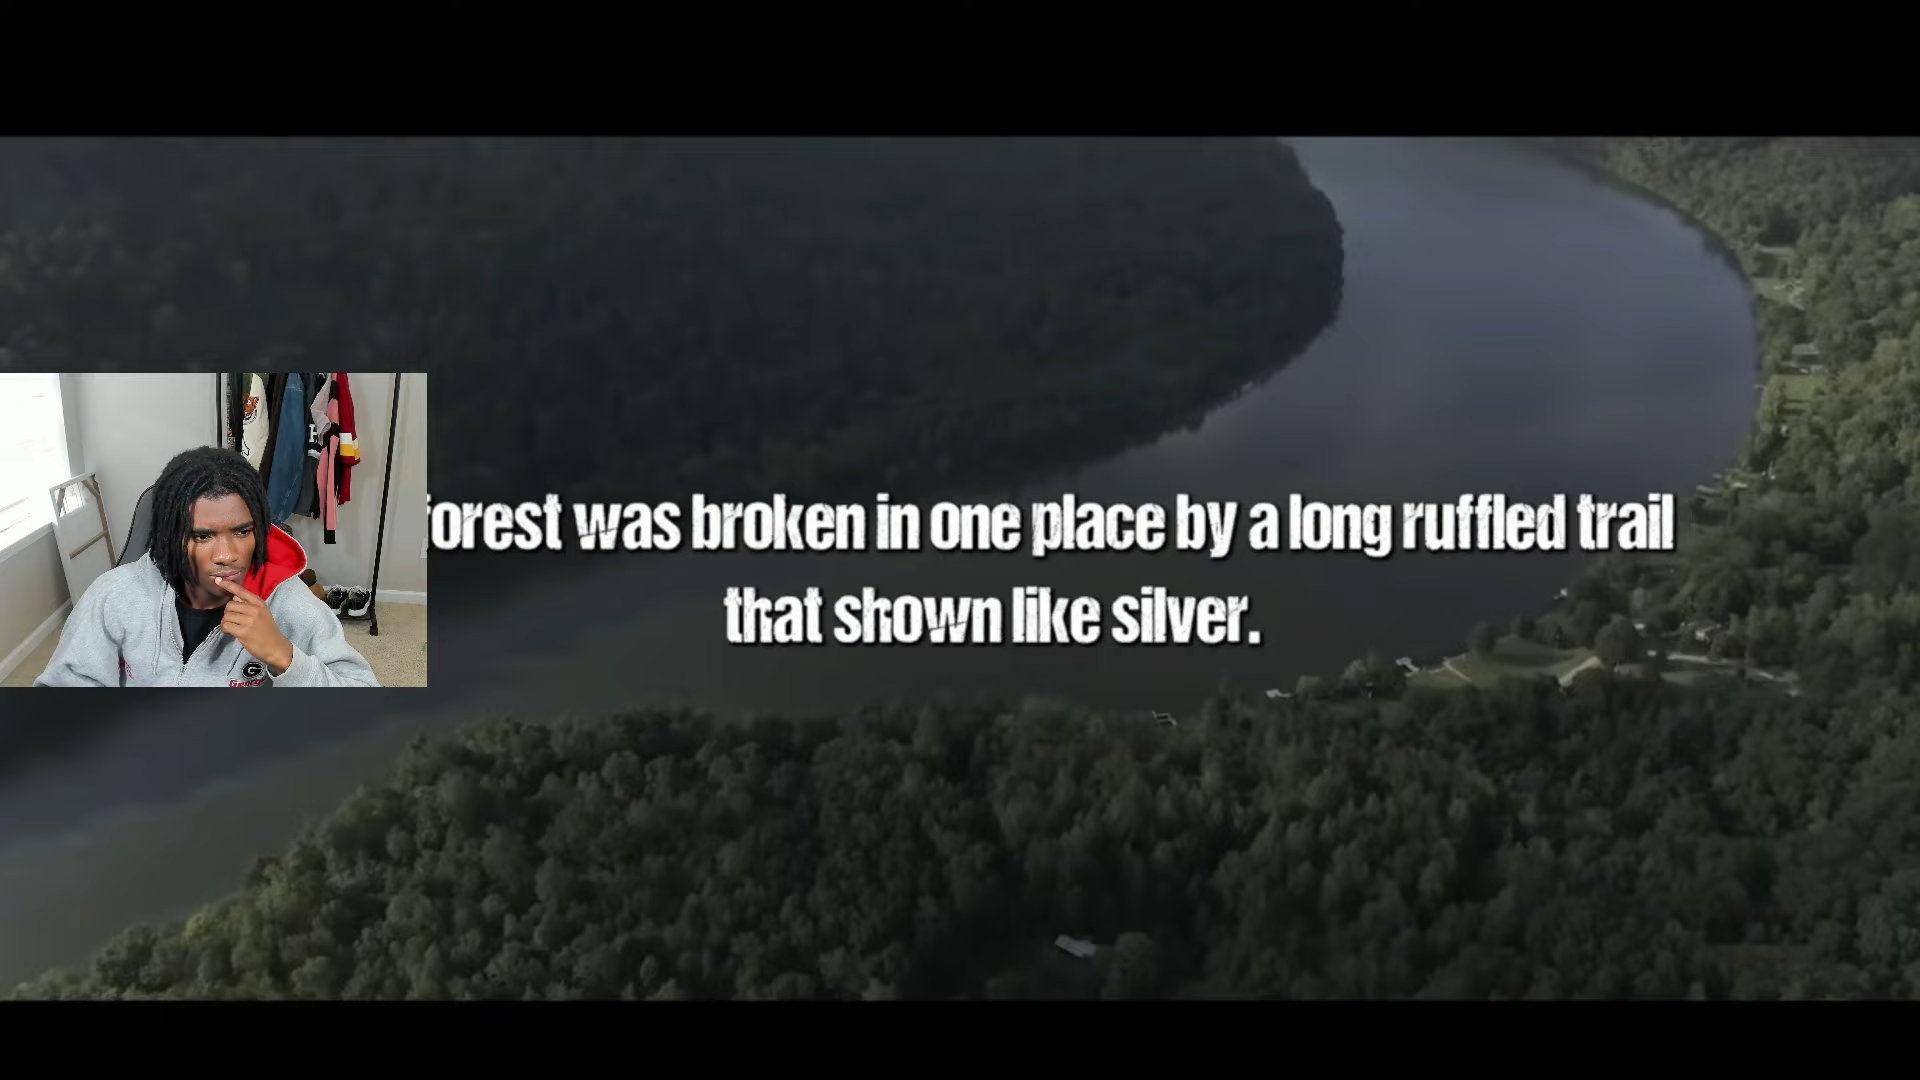 forest was broken in one place by a long ruffled trail
that shown like silver.
G